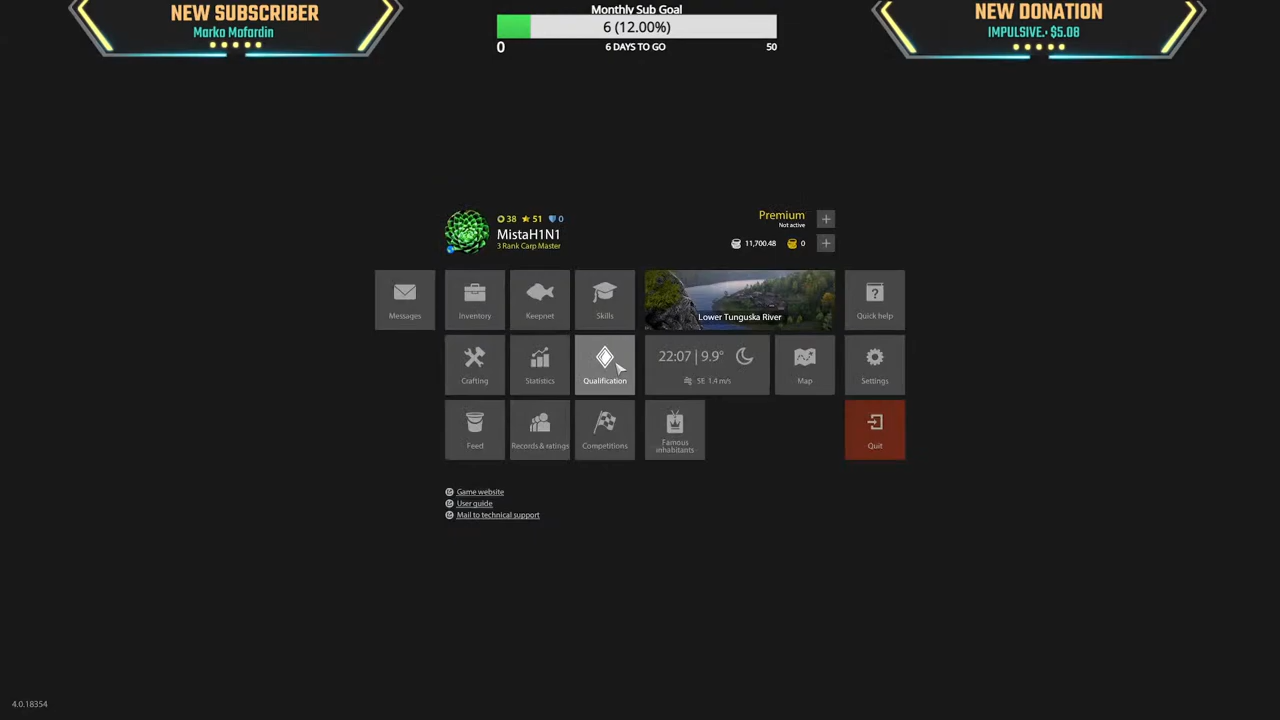 NEW SUBSCRIBER
Marko Mofardin
Monthly Sub Goal
6 (12.00%)
0
6 DAYS TO GO
50
NEW DONATION
IMPULSIVE.· $5.08
38 51 0
MistaH1N1
3 Rank Carp Master
Premium
Not active
+
11,700.48 0
+
Messages
Inventory
Keepnet
Skills
Lower Tunguska River
?
Quick help
Crafting
Statistics
Qualification
22:07 | 9.9°
SE 1.4 m/s
Map
Settings
Feed
Records & ratings
Competitions
Famous
inhabitants
Quit
Game website
User guide
Mail to technical support
4.0.18354